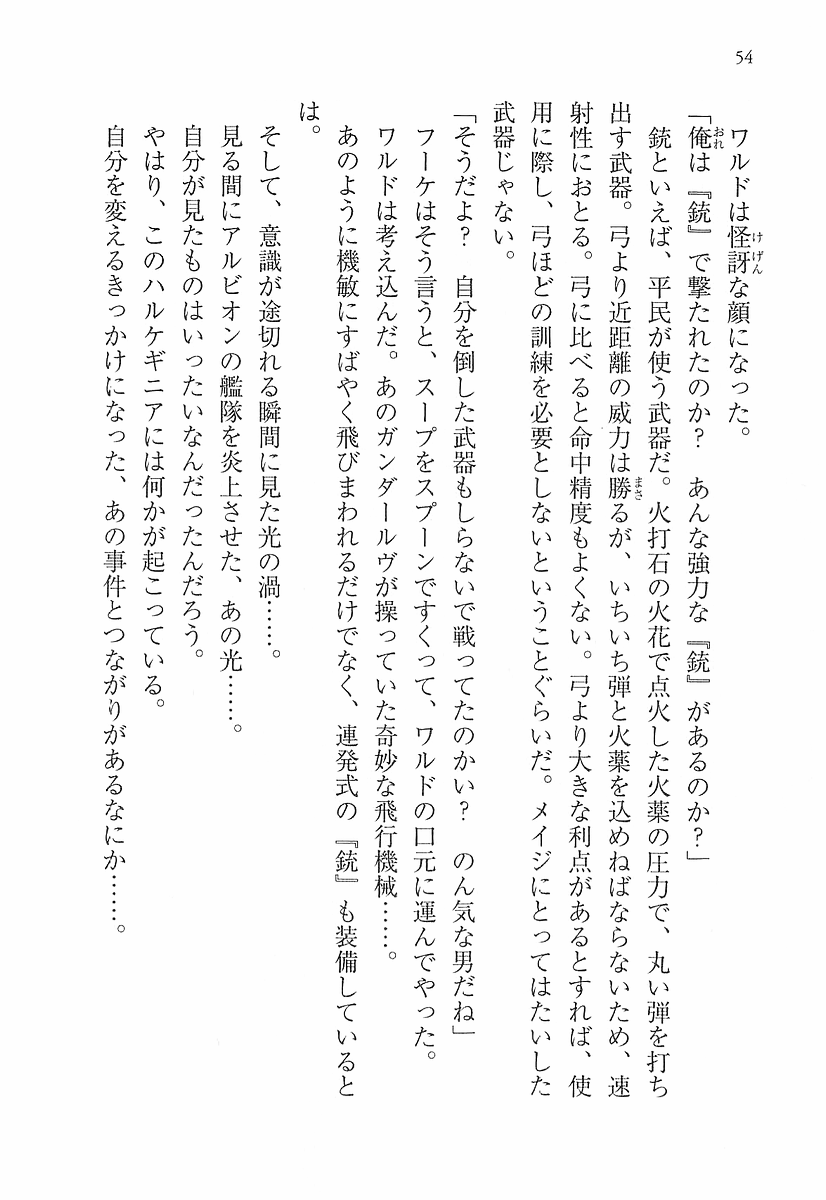 54
ワルドは怪訝な顔になった。
「俺は『銃』で撃たれたのか？　あんな強力な『銃』があるのか？」
銃といえば、平民が使う武器だ。火打石の火花で点火した火薬の圧力で、丸い弾を打ち
出す武器。弓より近距離の威力は勝るが、いちいち弾と火薬を込めねばならないため、速
射性におとる。弓に比べると命中精度もよくない。弓より大きな利点があるとすれば、使
用に際し、弓ほどの訓練を必要としないということぐらいだ。メイジにとってはたいした
武器じゃない。
「そうだよ？　自分を倒した武器もしらないで戦ってたのかい？　のん気な男だね」
フーケはそう言うと、スープをスプーンですくって、ワルドの口元に運んでやった。
ワルドは考え込んだ。あのガンダールヴが操っていた奇妙な飛行機械……。
あのように機敏にすばやく飛びまわれるだけでなく、連発式の『銃』も装備していると
は。
そして、意識が途切れる瞬間に見た光の渦……。
見る間にアルビオンの艦隊を炎上させた、あの光……。
自分が見たものはいったいなんだったんだろう。
やはり、このハルケギニアには何かが起こっている。
自分を変えるきっかけになった、あの事件とつながりがあるなにか……。